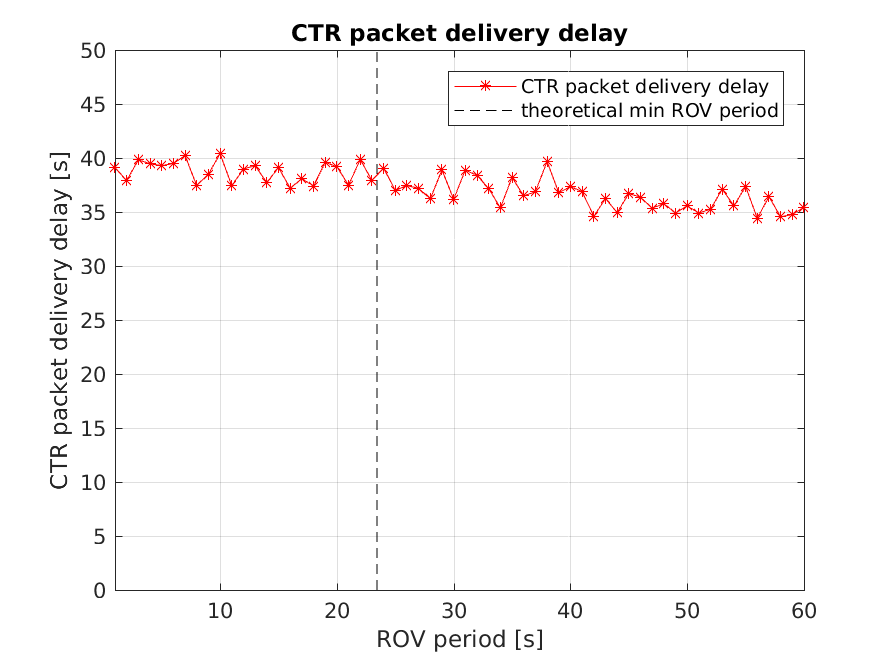 CTR packet delivery delay
CTR packet delivery delay
theoretical min ROV period
CTR packet delivery delay [s]
50
45
40
35
30
25
20
15
10
5
0
10 20 30 40 50 60
ROV period [s]